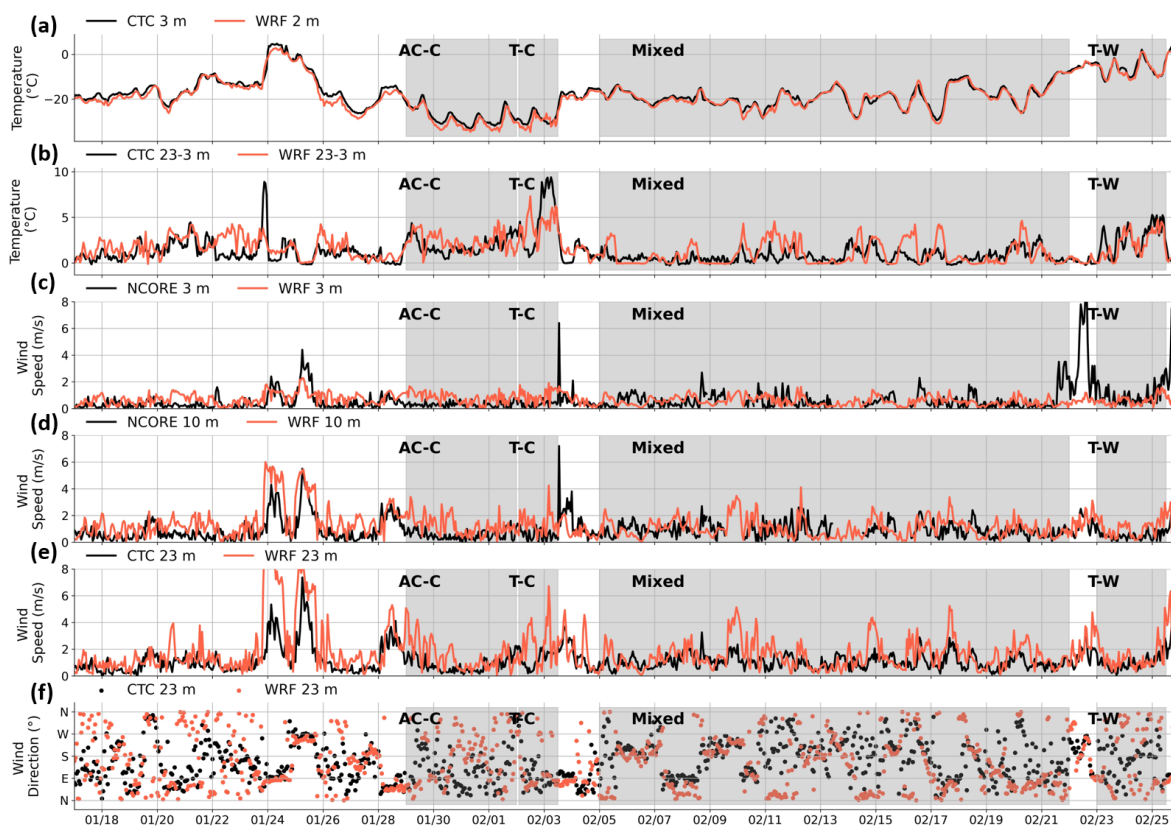 (a) CTC 3 m WRF 2 m
AC-C T-C Mixed T-W
Temperature
(°C)
0
−20
(b) CTC 23-3 m WRF 23-3 m
AC-C T-C Mixed T-W
Temperature
(°C)
10
5
0
(c) NCORE 3 m WRF 3 m
AC-C T-C Mixed T-W
Wind
Speed (m/s)
8
6
4
2
0
(d) NCORE 10 m WRF 10 m
AC-C T-C Mixed T-W
Wind
Speed (m/s)
8
6
4
2
0
(e) CTC 23 m WRF 23 m
AC-C T-C Mixed T-W
Wind
Speed (m/s)
8
6
4
2
0
(f) CTC 23 m WRF 23 m
AC-C T-C Mixed T-W
Wind
Direction (°)
N
W
S
E
N
01/18 01/20 01/22 01/24 01/26 01/28 01/30 02/01 02/03 02/05 02/07 02/09 02/11 02/13 02/15 02/17 02/19 02/21 02/23 02/25